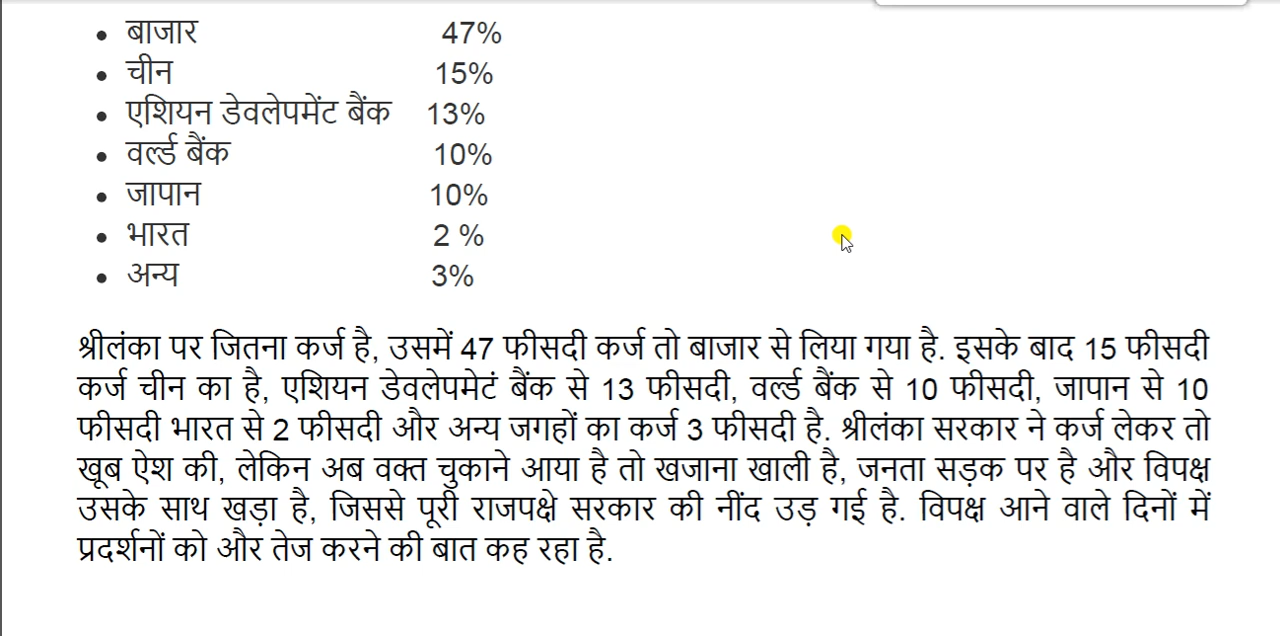 • बाजार 47%
• चीन 15%
• एशियन डेवलेपमेंट बैंक 13%
• वर्ल्ड बैंक 10%
• जापान 10%
• भारत 2 %
• अन्य 3%
श्रीलंका पर जितना कर्ज है, उसमें 47 फीसदी कर्ज तो बाजार से लिया गया है. इसके बाद 15 फीसदी
कर्ज चीन का है, एशियन डेवलेपमेटं बैंक से 13 फीसदी, वर्ल्ड बैंक से 10 फीसदी, जापान से 10
फीसदी भारत से 2 फीसदी और अन्य जगहों का कर्ज 3 फीसदी है. श्रीलंका सरकार ने कर्ज लेकर तो
खूब ऐश की, लेकिन अब वक्त चुकाने आया है तो खजाना खाली है, जनता सड़क पर है और विपक्ष
उसके साथ खड़ा है, जिससे पूरी राजपक्षे सरकार की नींद उड़ गई है. विपक्ष आने वाले दिनों में
प्रदर्शनों को और तेज करने की बात कह रहा है.